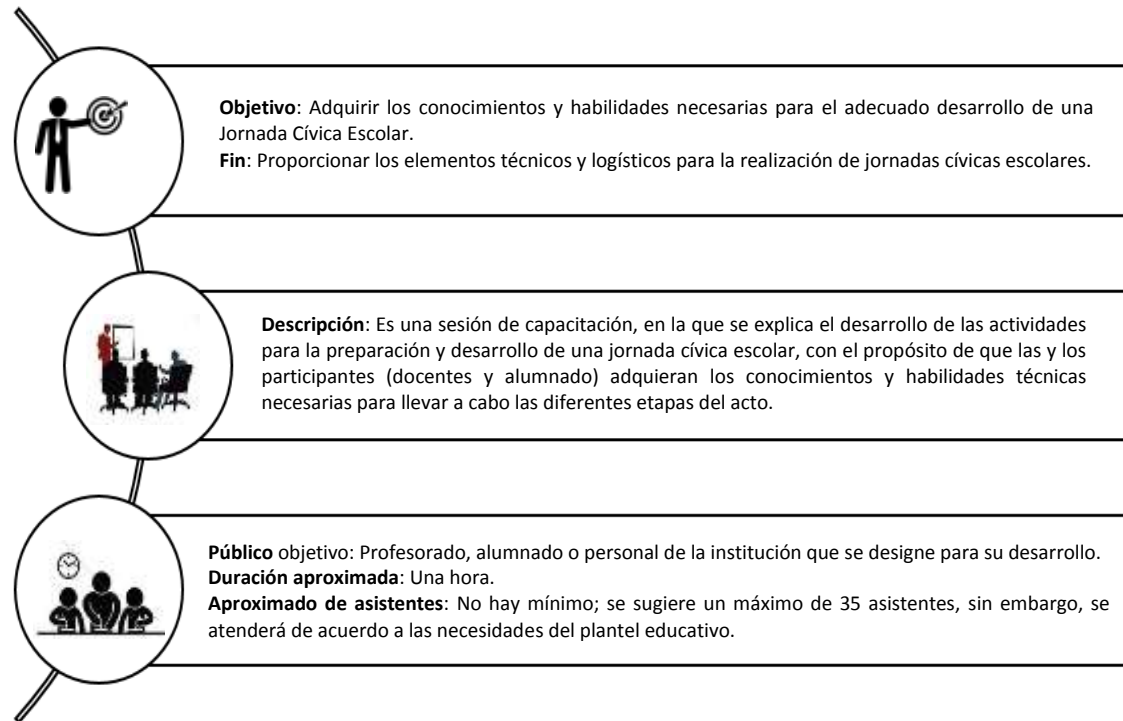 Objetivo: Adquirir los conocimientos y habilidades necesarias para el adecuado desarrollo de una
Jornada Cívica Escolar.
Fin: Proporcionar los elementos técnicos y logísticos para la realización de jornadas cívicas escolares.
Descripción: Es una sesión de capacitación, en la que se explica el desarrollo de las actividades
para la preparación y desarrollo de una jornada cívica escolar, con el propósito de que las y los
participantes (docentes y alumnado) adquieran los conocimientos y habilidades técnicas
necesarias para llevar a cabo las diferentes etapas del acto.
Público objetivo: Profesorado, alumnado o personal de la institución que se designe para su desarrollo.
Duración aproximada: Una hora.
Aproximado de asistentes: No hay mínimo; se sugiere un máximo de 35 asistentes, sin embargo, se
atenderá de acuerdo a las necesidades del plantel educativo.